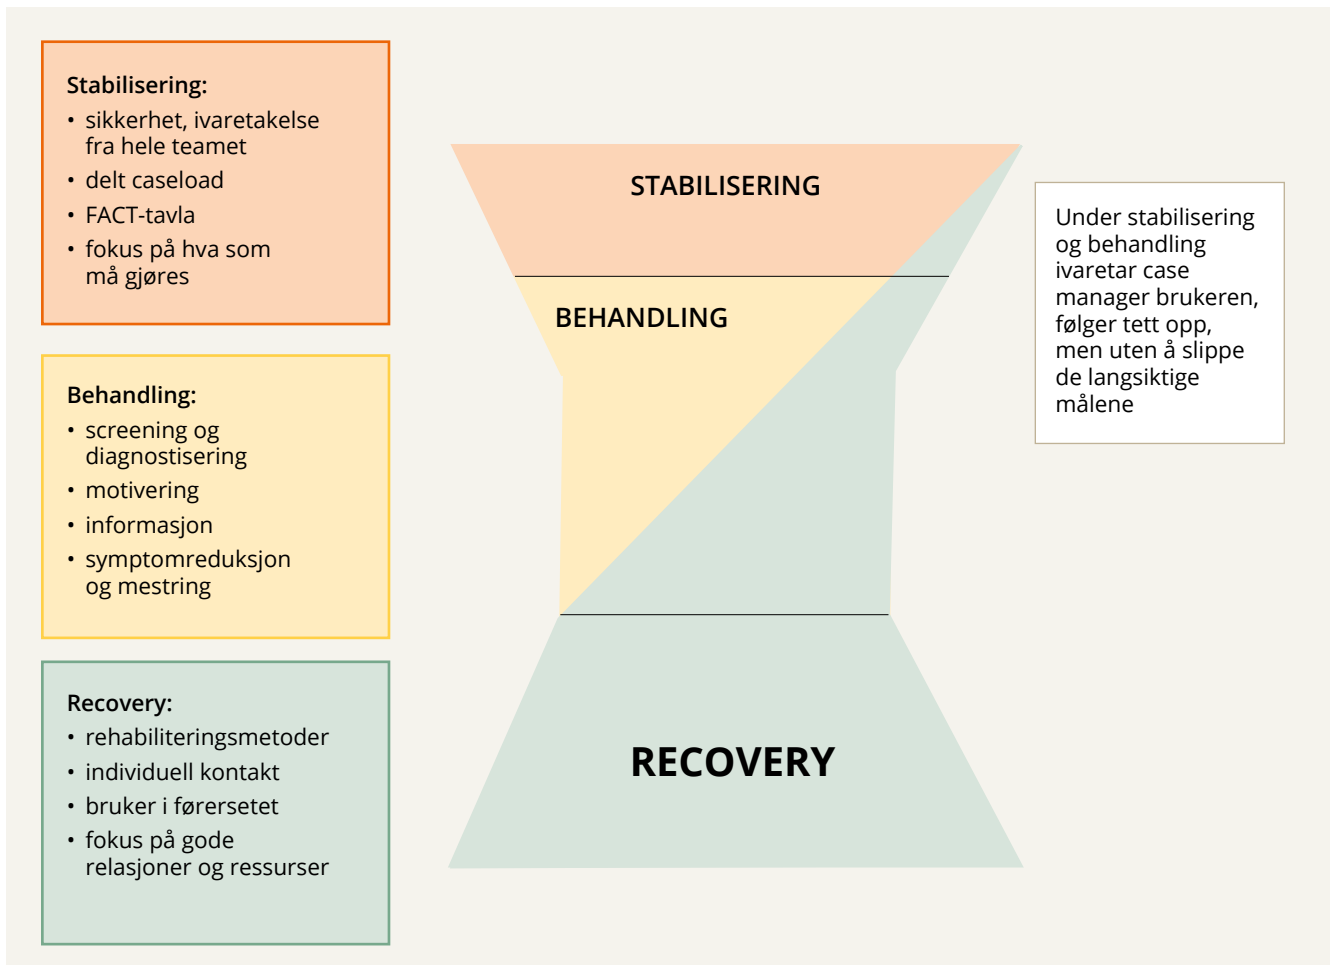 Stabilisering:
• sikkerhet, ivaretakelse
fra hele teamet
• delt caseload
• FACT-tavla
• fokus på hva som
må gjøres
Behandling:
• screening og
diagnostisering
• motivering
• informasjon
• symptomreduksjon
og mestring
Recovery:
• rehabiliteringsmetoder
• individuell kontakt
• bruker i førersetet
• fokus på gode
relasjoner og ressurser
STABILISERING
BEHANDLING
RECOVERY
Under stabilisering
og behandling
ivaretar case
manager brukeren,
følger tett opp,
men uten å slippe
de langsiktige
målene